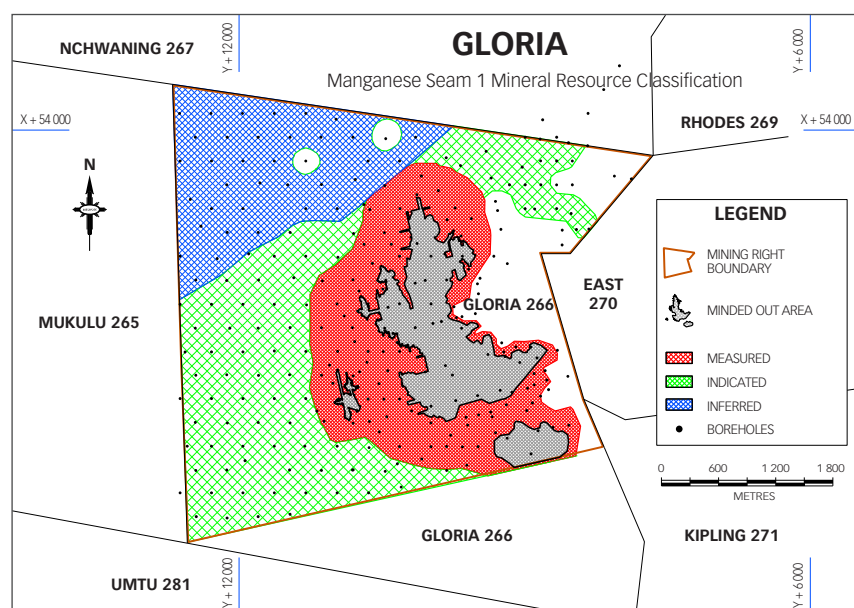 NCHWANING 267
Y + 12 000
GLORIA
Y + 6 000
Manganese Seam 1 Mineral Resource Classification
X + 54 000
X + 54 000
RHODES 269
N
LEGEND
MINING RIGHT
BOUNDARY
EAST
270
GLORIA 266
MUKULU 265
MINDED OUT AREA
MEASURED
INDICATED
INFERRED
BOREHOLES
0 600 1 200 1 800
METRES
GLORIA 266
KIPLING 271
UMTU 281
Y + 12 000
Y + 6 000